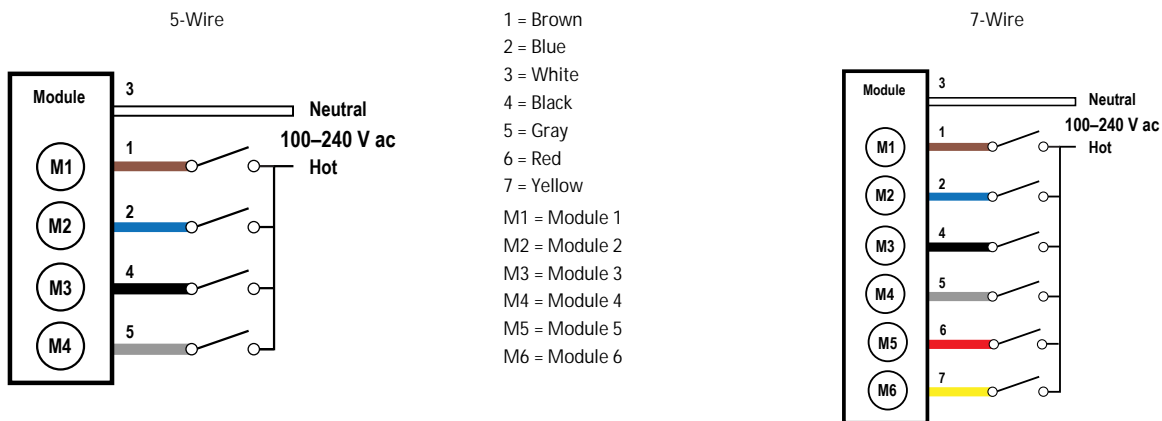 5-Wire
Module
3
Neutral
100–240 V ac
Hot
M1
1
M2
2
M3
4
M4
5
1 = Brown
2 = Blue
3 = White
4 = Black
5 = Gray
6 = Red
7 = Yellow
M1 = Module 1
M2 = Module 2
M3 = Module 3
M4 = Module 4
M5 = Module 5
M6 = Module 6
7-Wire
Module
3
Neutral
100–240 V ac
Hot
M1
1
M2
2
M3
4
M4
5
M5
6
M6
7